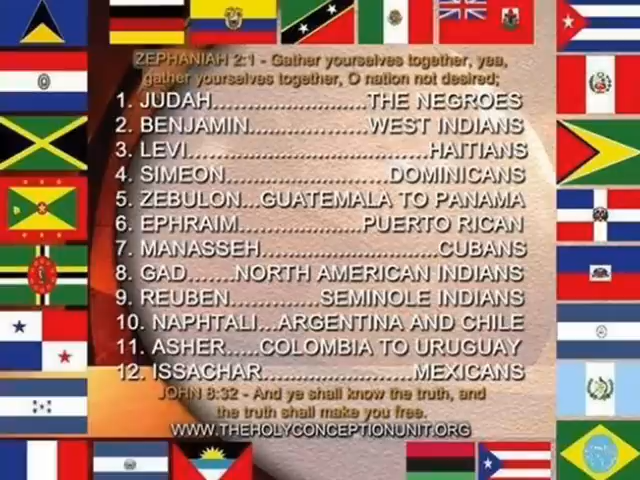 ZEPHANIAH 2:1 - Gather yourselves together, yea,
gather yourselves together, O nation not desired;
1. JUDAH........................THE NEGROES
2. BENJAMIN..................WEST INDIANS
3. LEVI.....................................HAITIANS
4. SIMEON.........................DOMINICANS
5. ZEBULON...GUATEMALA TO PANAMA
6. EPHRAIM...................PUERTO RICAN
7. MANASSEH...........................CUBANS
8. GAD.......NORTH AMERICAN INDIANS
9. REUBEN..............SEMINOLE INDIANS
10. NAPHTALI...ARGENTINA AND CHILE
11. ASHER.....COLOMBIA TO URUGUAY
12. ISSACHAR.......................MEXICANS
JOHN 8:32 - And ye shall know the truth, and
the truth shall make you free.
WWW.THEHOLYCONCEPTIONUNIT.ORG